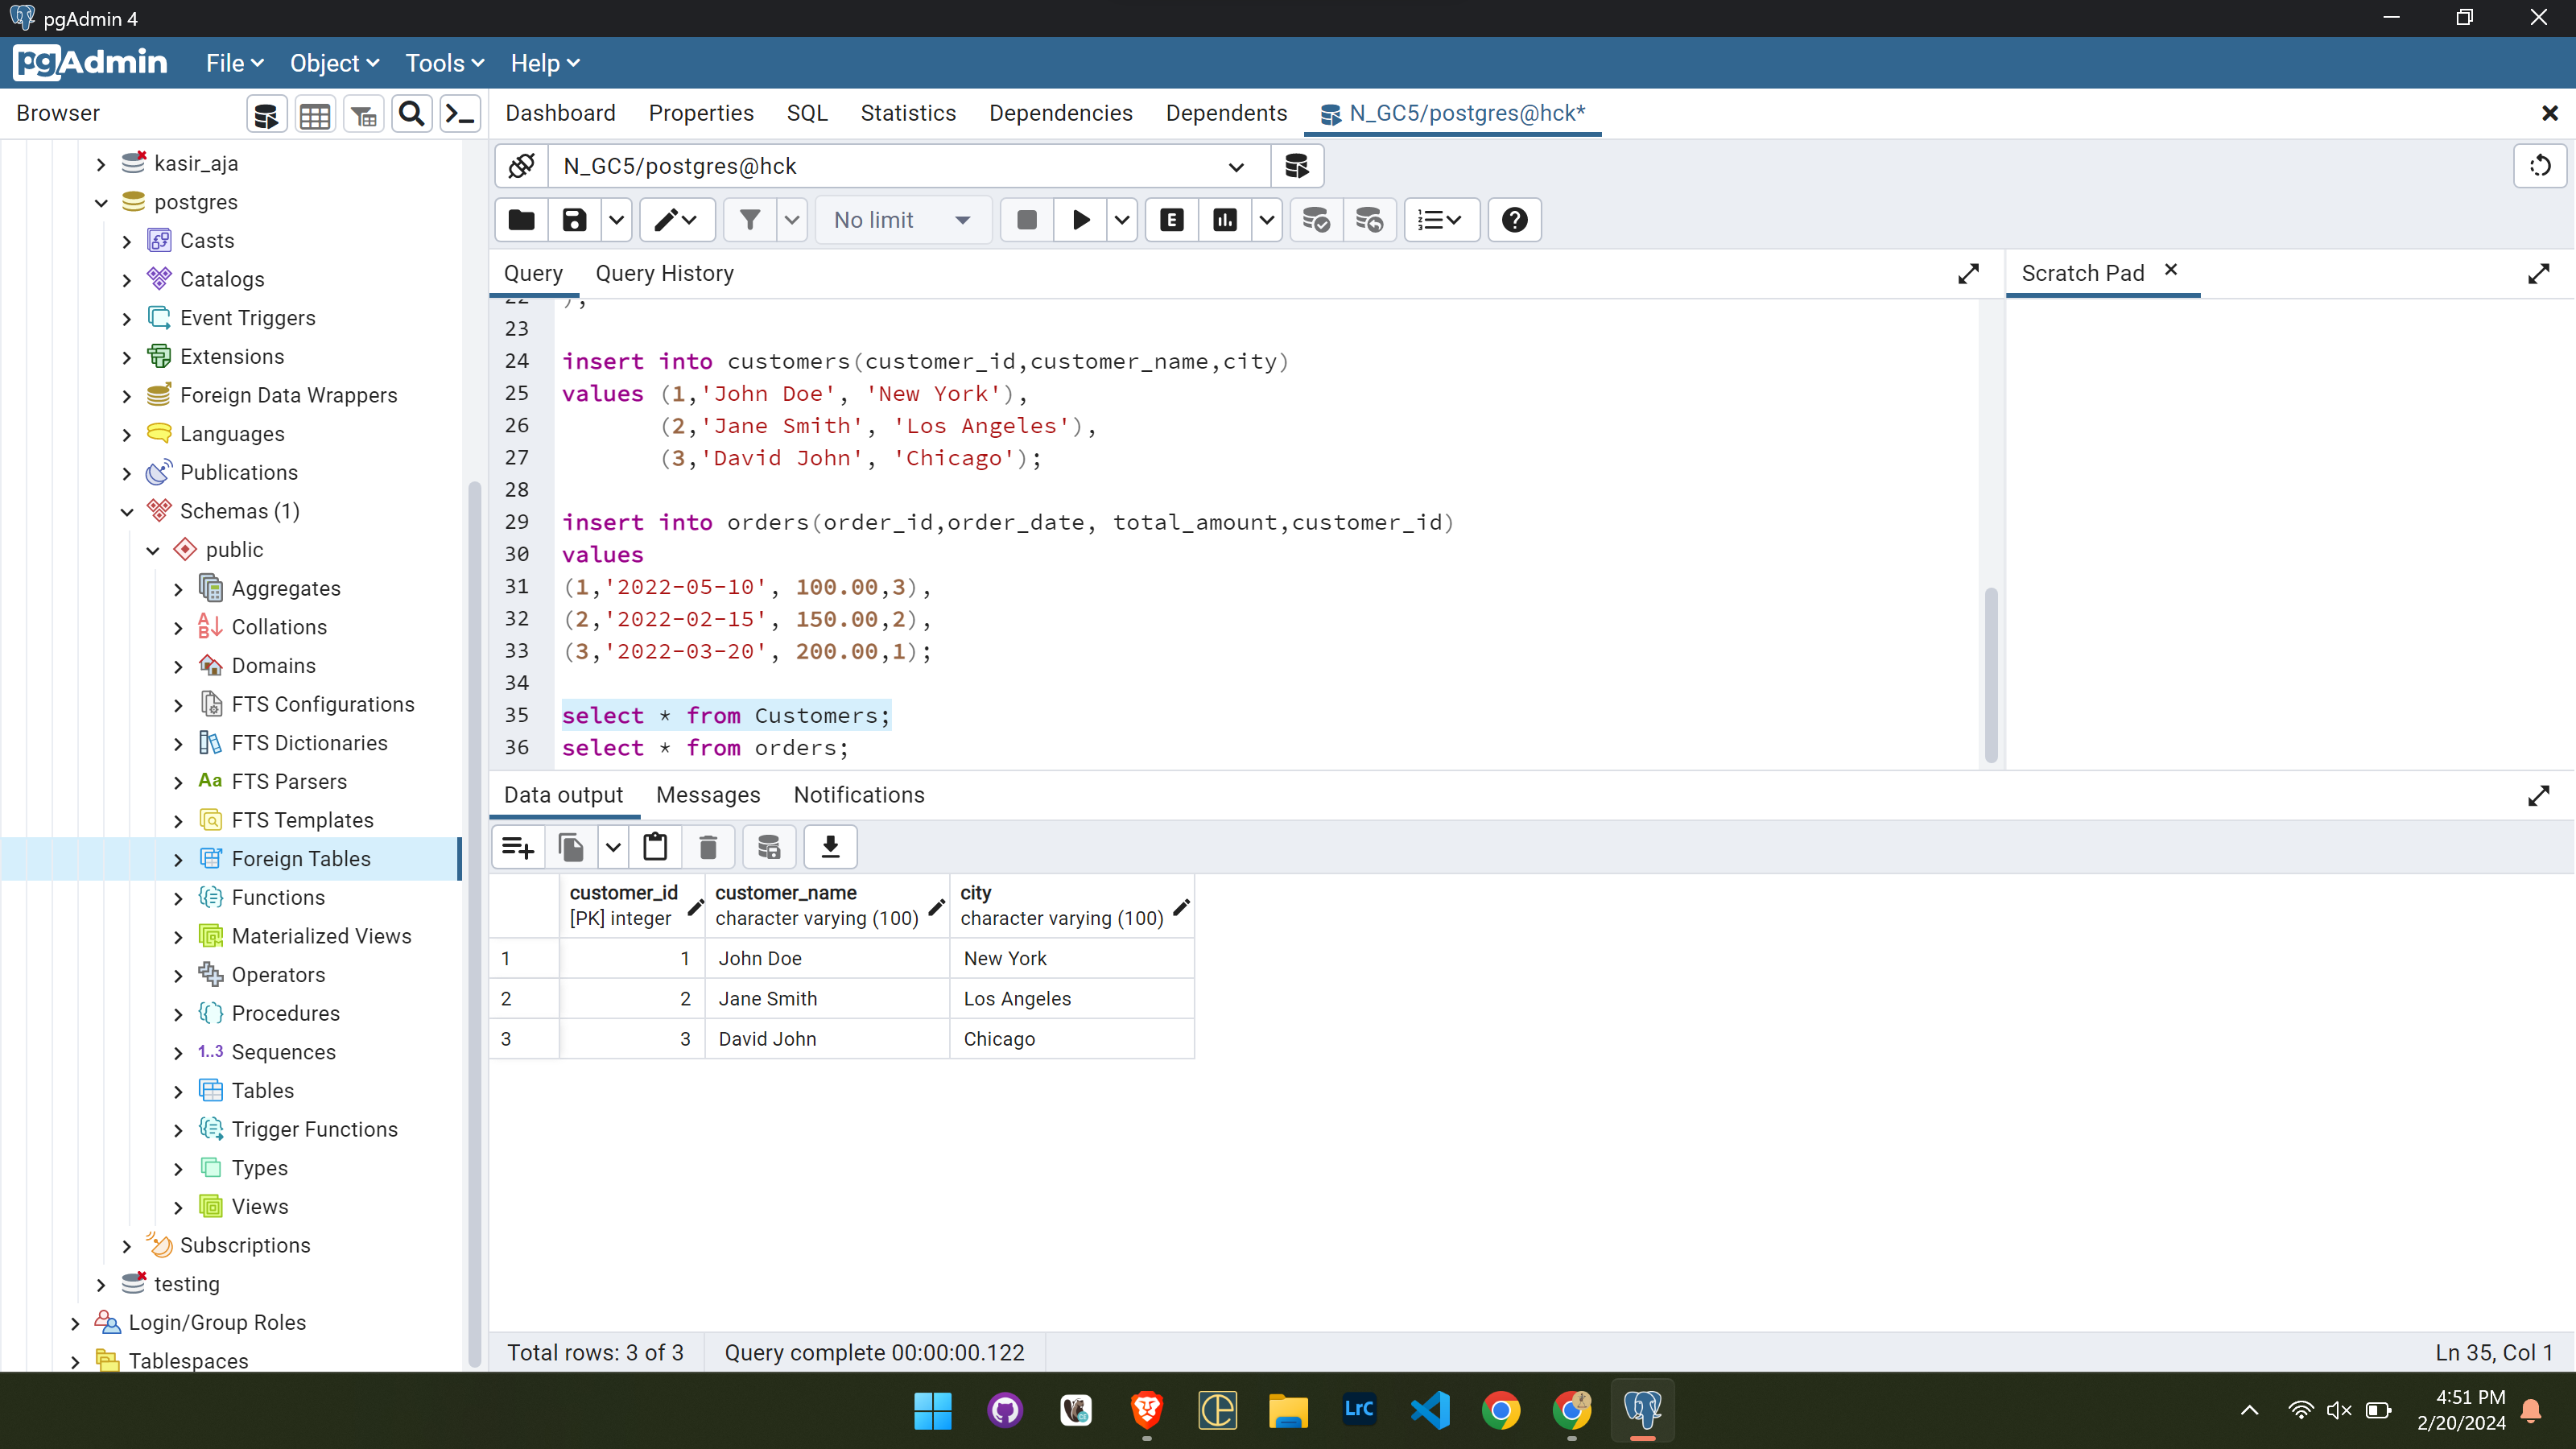 pgAdmin 4
pgAdmin File Object Tools Help
Browser
Dashboard Properties SQL Statistics Dependencies Dependents N_GC5/postgres@hck*
kasir_aja
postgres
Casts
Catalogs
Event Triggers
Extensions
Foreign Data Wrappers
Languages
Publications
Schemas (1)
public
Aggregates
Collations
Domains
FTS Configurations
FTS Dictionaries
Aa FTS Parsers
FTS Templates
Foreign Tables
Functions
Materialized Views
Operators
Procedures
1..3 Sequences
Tables
Trigger Functions
Types
Views
Subscriptions
testing
Login/Group Roles
Tablespaces
N_GC5/postgres@hck
No limit E
Query Query History
Scratch Pad
22 );
23
24 insert into customers(customer_id,customer_name,city)
25 values (1,'John Doe', 'New York'),
26 (2,'Jane Smith', 'Los Angeles'),
27 (3,'David John', 'Chicago');
28
29 insert into orders(order_id,order_date, total_amount,customer_id)
30 values
31 (1,'2022-05-10', 100.00,3),
32 (2,'2022-02-15', 150.00,2),
33 (3,'2022-03-20', 200.00,1);
34
35 select * from Customers;
36 select * from orders;
Data output Messages Notifications
customer_id customer_name city
[PK] integer character varying (100) character varying (100)
1 1 John Doe New York
2 2 Jane Smith Los Angeles
3 3 David John Chicago
Total rows: 3 of 3 Query complete 00:00:00.122 Ln 35, Col 1
LrC
4:51 PM
2/20/2024